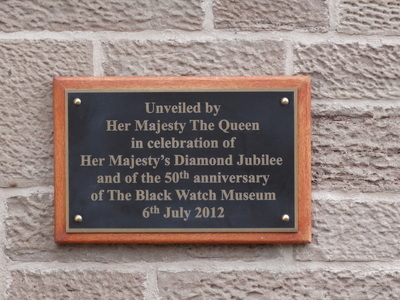 Unveiled by
Her Majesty The Queen
in celebration of
Her Majesty's Diamond Jubilee
and of the 50th anniversary
of The Black Watch Museum
6th July 2012